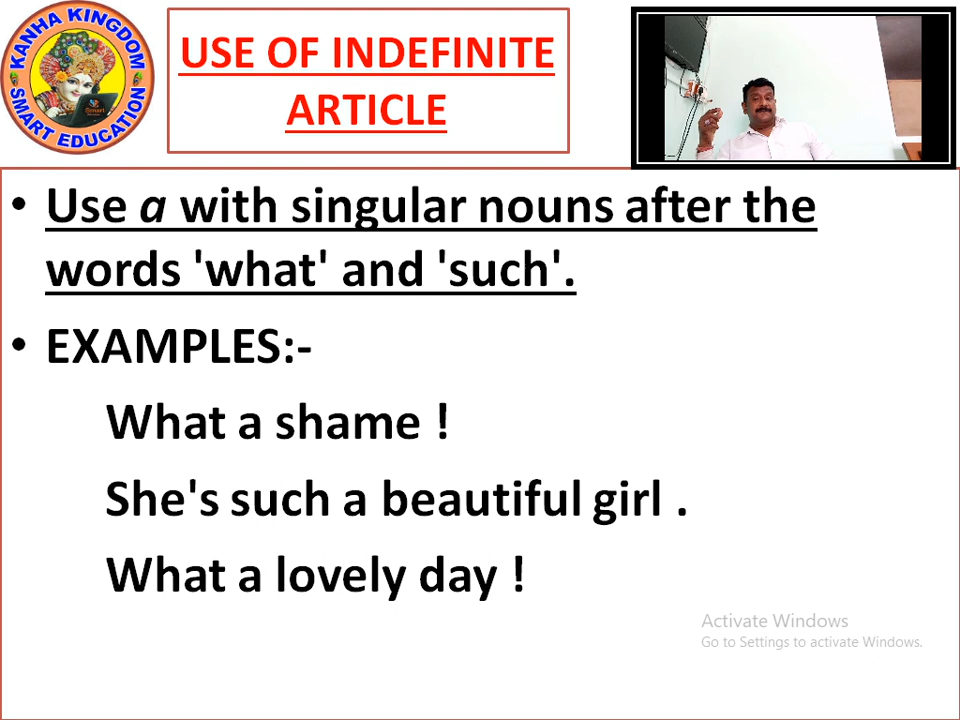 KANHA KINGDOM
SMART EDUCATION
USE OF INDEFINITE
ARTICLE
• Use a with singular nouns after the
words 'what' and 'such'.
• EXAMPLES:-
What a shame !
She's such a beautiful girl .
What a lovely day !
Activate Windows
Go to Settings to activate Windows.